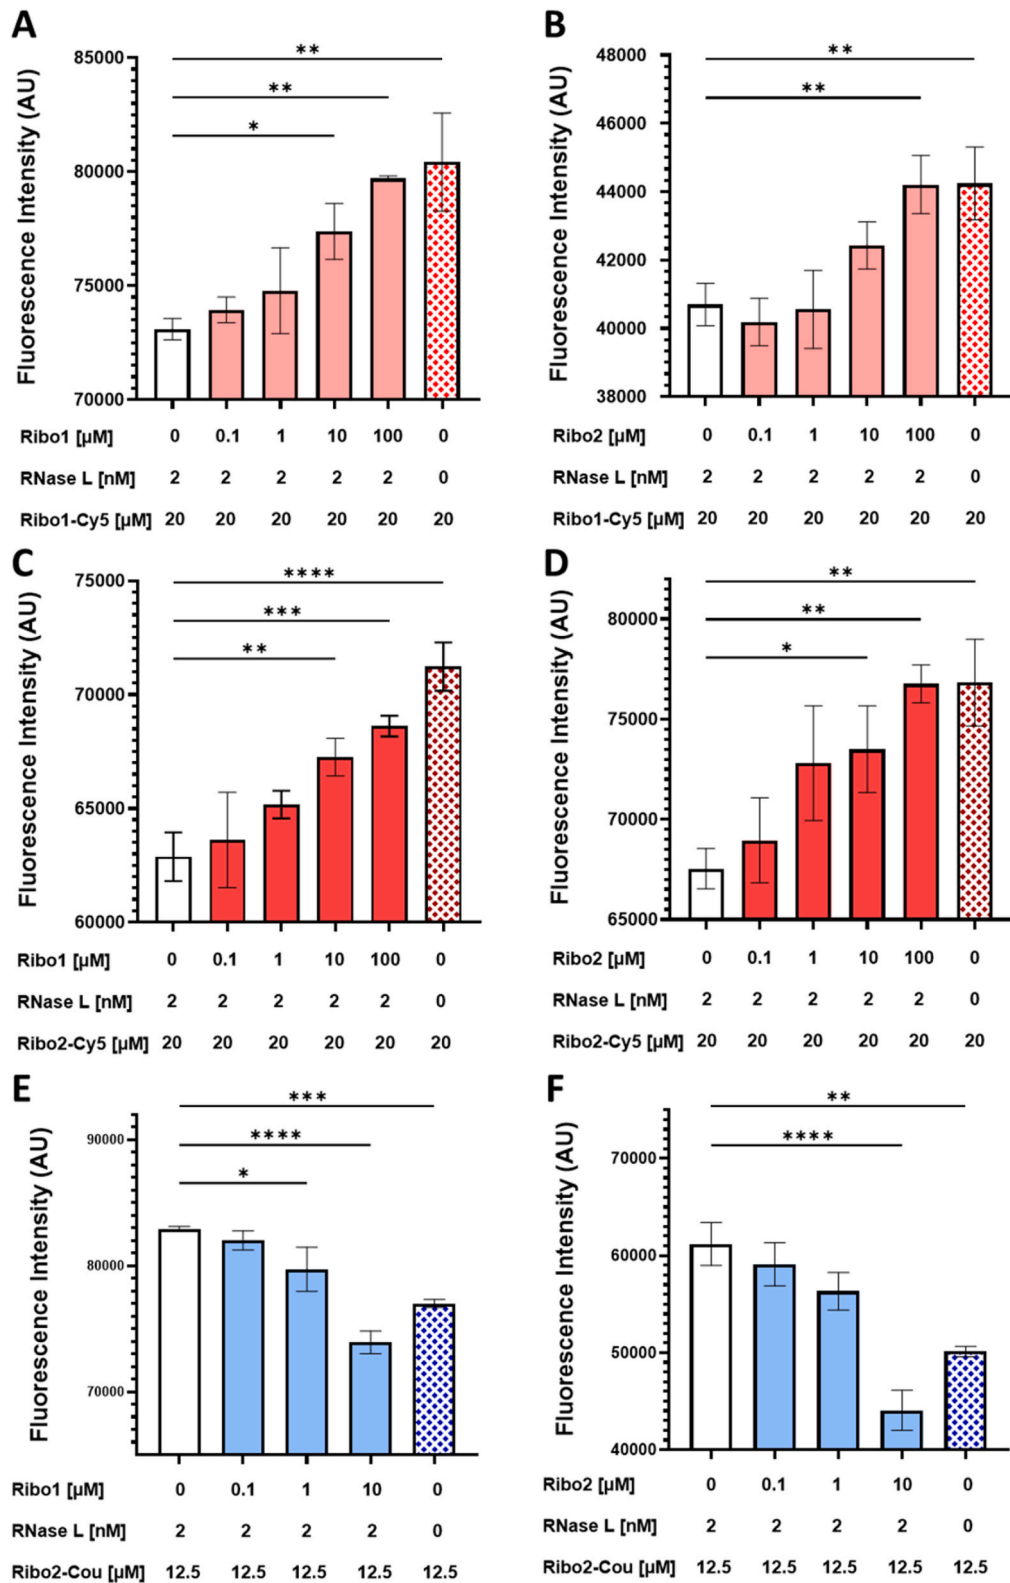 A
Fluorescence Intensity (AU)
85000
80000
75000
70000
**
**
*
Ribo1 [µM] 0 0.1 1 10 100 0
RNase L [nM] 2 2 2 2 2 0
Ribo1-Cy5 [µM] 20 20 20 20 20 20
B
Fluorescence Intensity (AU)
48000
46000
44000
42000
40000
38000
**
**
Ribo2 [µM] 0 0.1 1 10 100 0
RNase L [nM] 2 2 2 2 2 0
Ribo1-Cy5 [µM] 20 20 20 20 20 20
C
Fluorescence Intensity (AU)
75000
70000
65000
60000
****
***
**
Ribo1 [µM] 0 0.1 1 10 100 0
RNase L [nM] 2 2 2 2 2 0
Ribo2-Cy5 [µM] 20 20 20 20 20 20
D
Fluorescence Intensity (AU)
80000
75000
70000
65000
**
**
*
Ribo2 [µM] 0 0.1 1 10 100 0
RNase L [nM] 2 2 2 2 2 0
Ribo2-Cy5 [µM] 20 20 20 20 20 20
E
Fluorescence Intensity (AU)
90000
80000
70000
***
****
*
Ribo1 [µM] 0 0.1 1 10 0
RNase L [nM] 2 2 2 2 0
Ribo2-Cou [µM] 12.5 12.5 12.5 12.5 12.5
F
Fluorescence Intensity (AU)
70000
60000
50000
40000
**
****
Ribo2 [µM] 0 0.1 1 10 0
RNase L [nM] 2 2 2 2 0
Ribo2-Cou [µM] 12.5 12.5 12.5 12.5 12.5